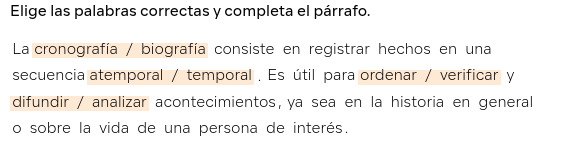 Elige las palabras correctas y completa el párrafo.
La cronografía / biografía consiste en registrar hechos en una
secuencia atemporal / temporal . Es útil para ordenar / verificar y
difundir / analizar acontecimientos, ya sea en la historia en general
o sobre la vida de una persona de interés.